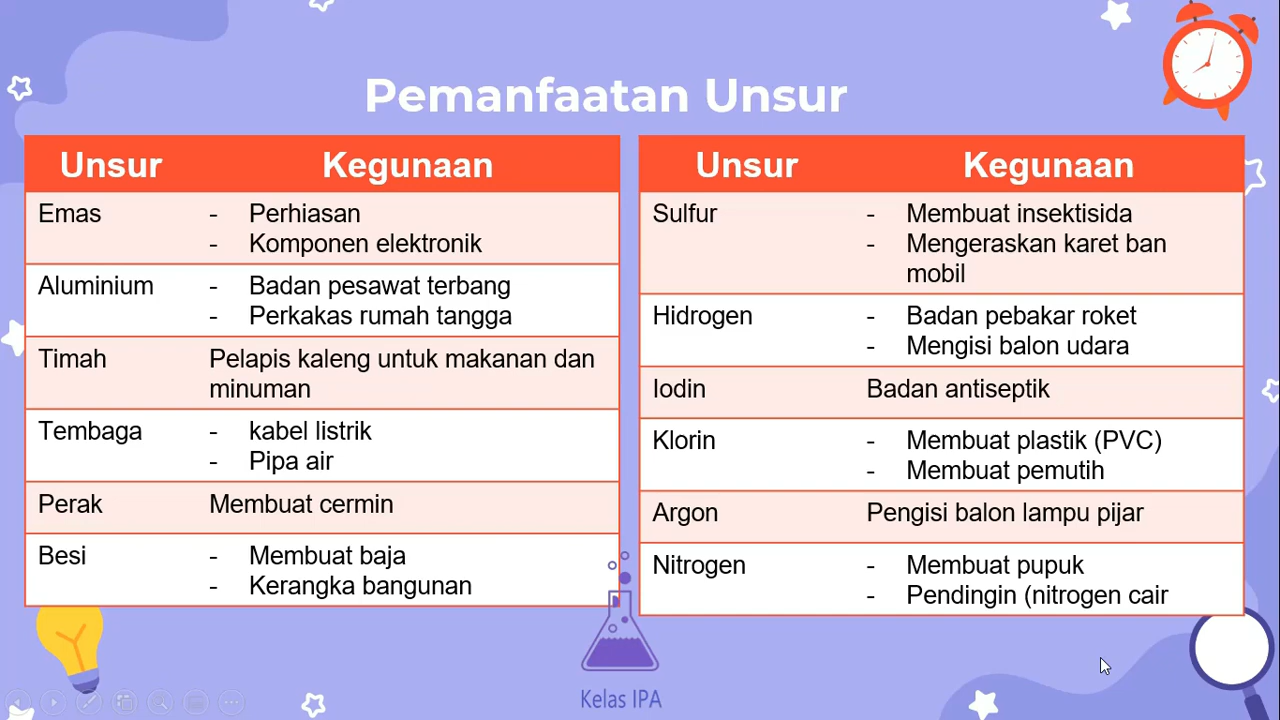 Pemanfaatan Unsur
Unsur Kegunaan
Emas - Perhiasan
- Komponen elektronik
Aluminium - Badan pesawat terbang
- Perkakas rumah tangga
Timah Pelapis kaleng untuk makanan dan
minuman
Tembaga - kabel listrik
- Pipa air
Perak Membuat cermin
Besi - Membuat baja
- Kerangka bangunan
Unsur Kegunaan
Sulfur - Membuat insektisida
- Mengeraskan karet ban
mobil
Hidrogen - Badan pebakar roket
- Mengisi balon udara
Iodin Badan antiseptik
Klorin - Membuat plastik (PVC)
- Membuat pemutih
Argon Pengisi balon lampu pijar
Nitrogen - Membuat pupuk
- Pendingin (nitrogen cair
Kelas IPA